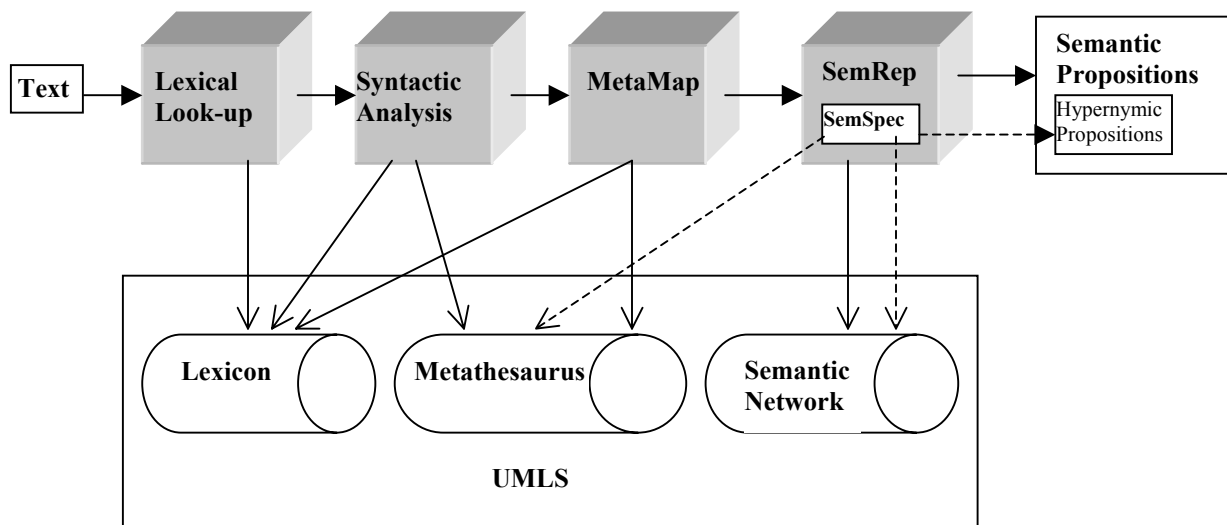 Text
Lexical
Look-up
Syntactic
Analysis
MetaMap
SemRep
SemSpec
Semantic
Propositions
Hypernymic
Propositions
Lexicon
Metathesaurus
Semantic
Network
UMLS